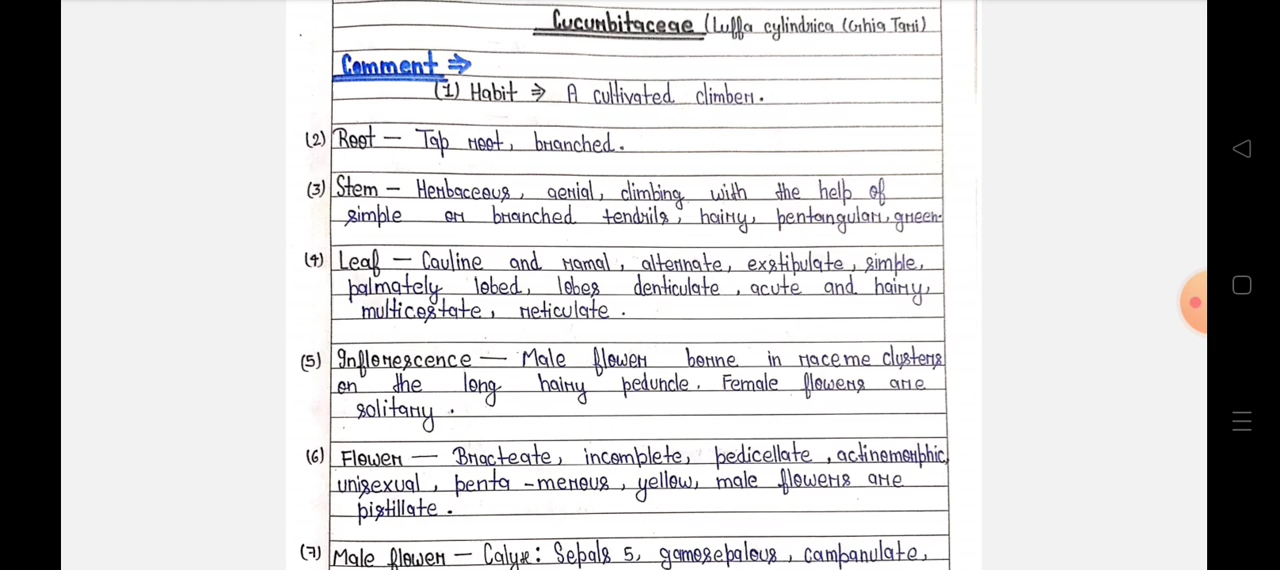 Cucurbitaceae (Luffa cylindrica (Ghia Tori)
Comment ⇒
(1) Habit ⇒ A cultivated climber.
(2) Root — Tap root, branched.
(3) Stem — Herbaceous, aerial, climbing with the help of
simple or branched tendrils, hairy, pentangular, green.
(4) Leaf — Cauline and ramal, alternate, exstipulate, simple,
palmately lobed, lobes denticulate, acute and hairy,
multicostate, reticulate.
(5) Inflorescence — Male flower borne in raceme clusters
on the long hairy peduncle. Female flowers are
solitary.
(6) Flower — Bracteate, incomplete, pedicellate, actinomorphic,
unisexual, penta-merous, yellow, male flowers are
pistillate.
(7) Male flower — Calyx: Sepals 5, gamosepalous, campanulate,